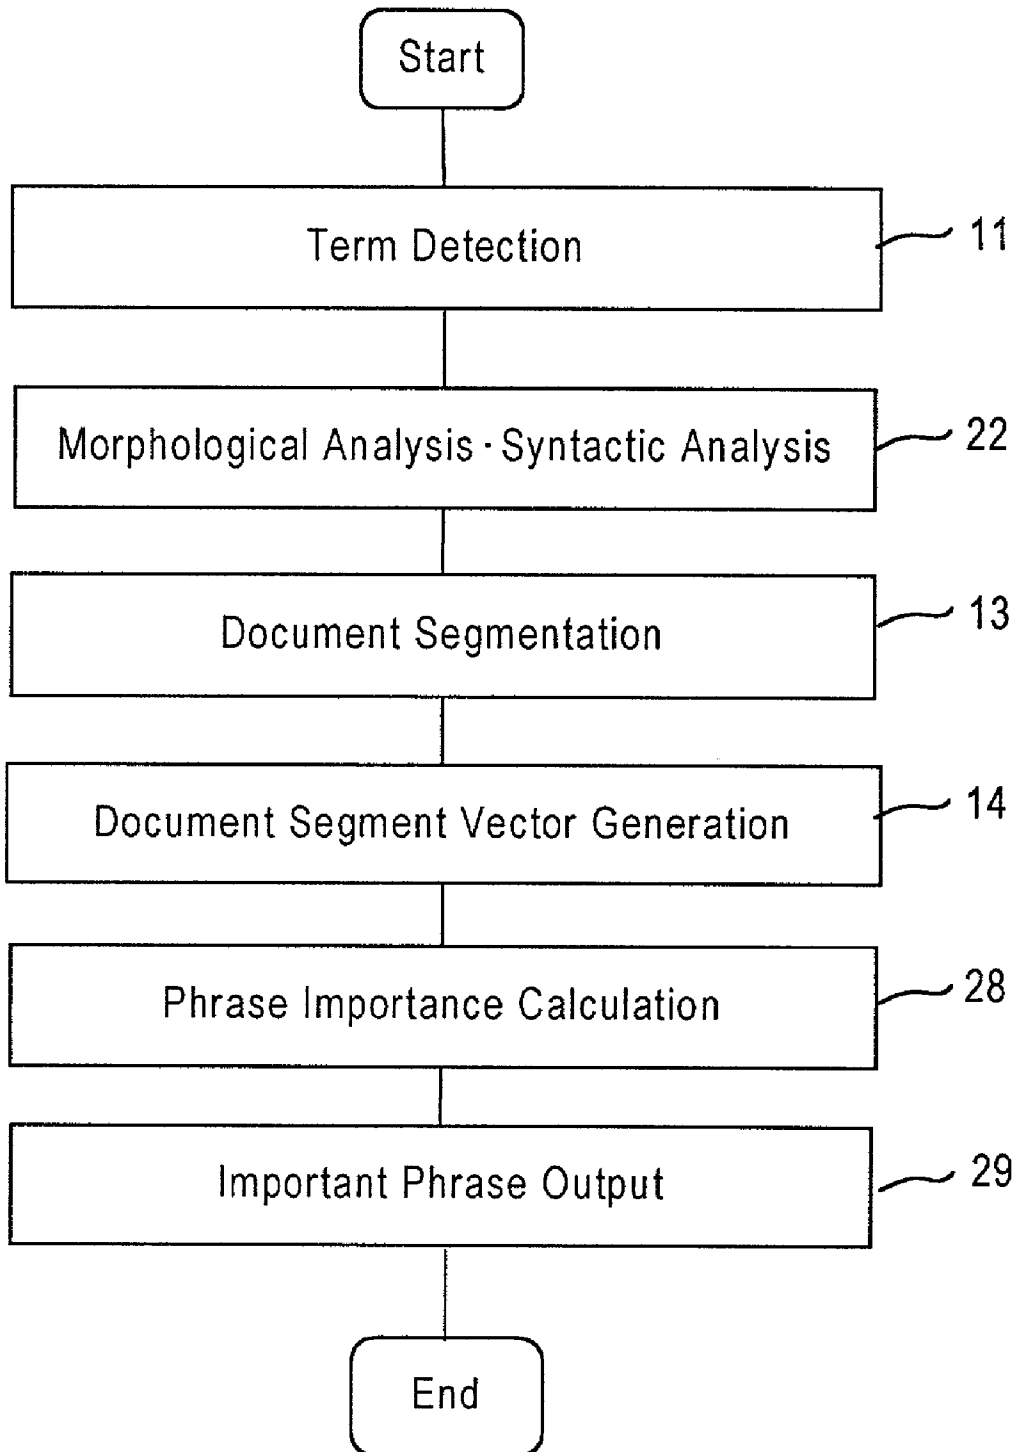 Start
Term Detection
11
Morphological Analysis · Syntactic Analysis
22
Document Segmentation
13
Document Segment Vector Generation
14
Phrase Importance Calculation
28
Important Phrase Output
29
End